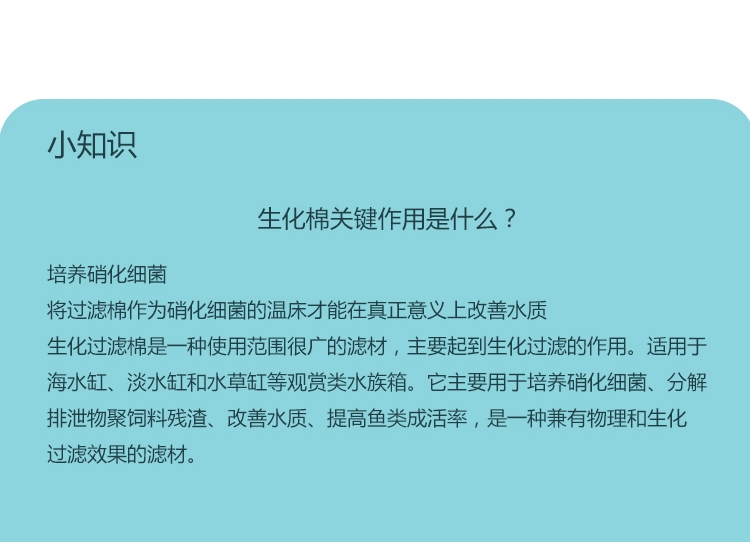 小知识
生化棉关键作用是什么？
培养硝化细菌
将过滤棉作为硝化细菌的温床才能在真正意义上改善水质
生化过滤棉是一种使用范围很广的滤材，主要起到生化过滤的作用。适用于
海水缸、淡水缸和水草缸等观赏类水族箱。它主要用于培养硝化细菌、分解
排泄物聚饲料残渣、改善水质、提高鱼类成活率，是一种兼有物理和生化
过滤效果的滤材。